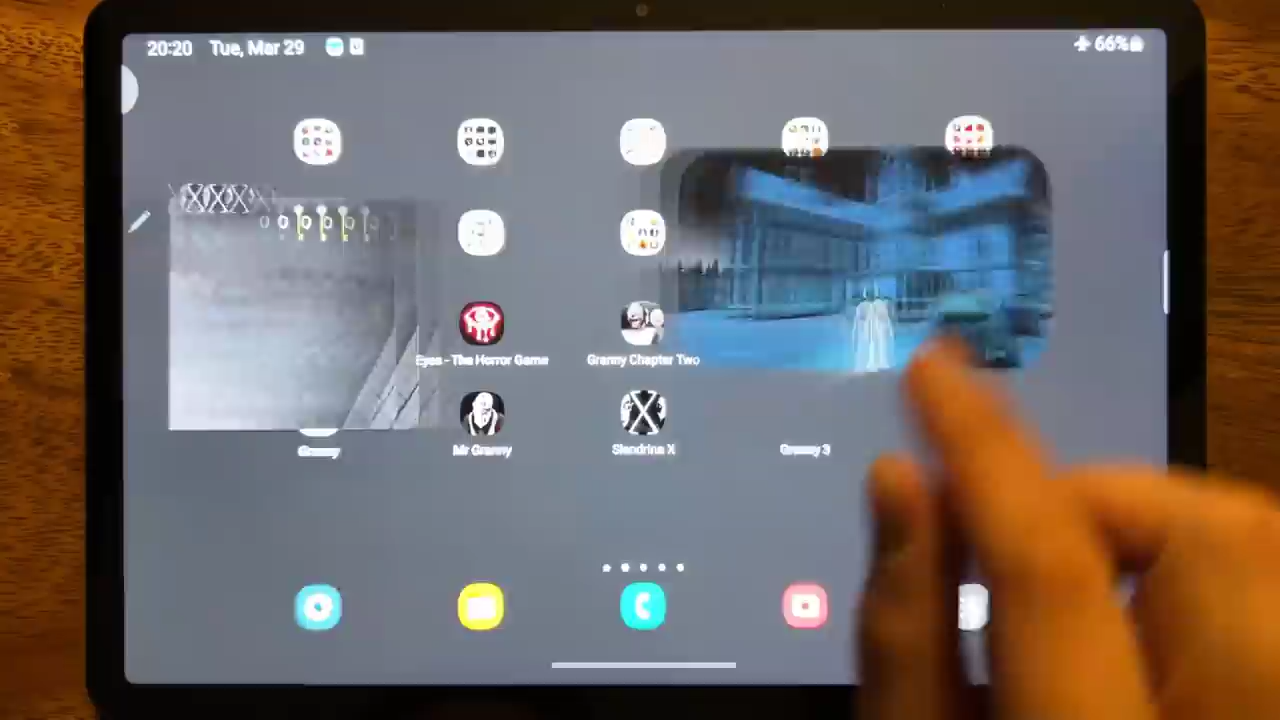 20:20 Tue, Mar 29 66%
Eyes - The Horror Game Granny Chapter Two
Granny Mr Granny Slendrina X Granny 3